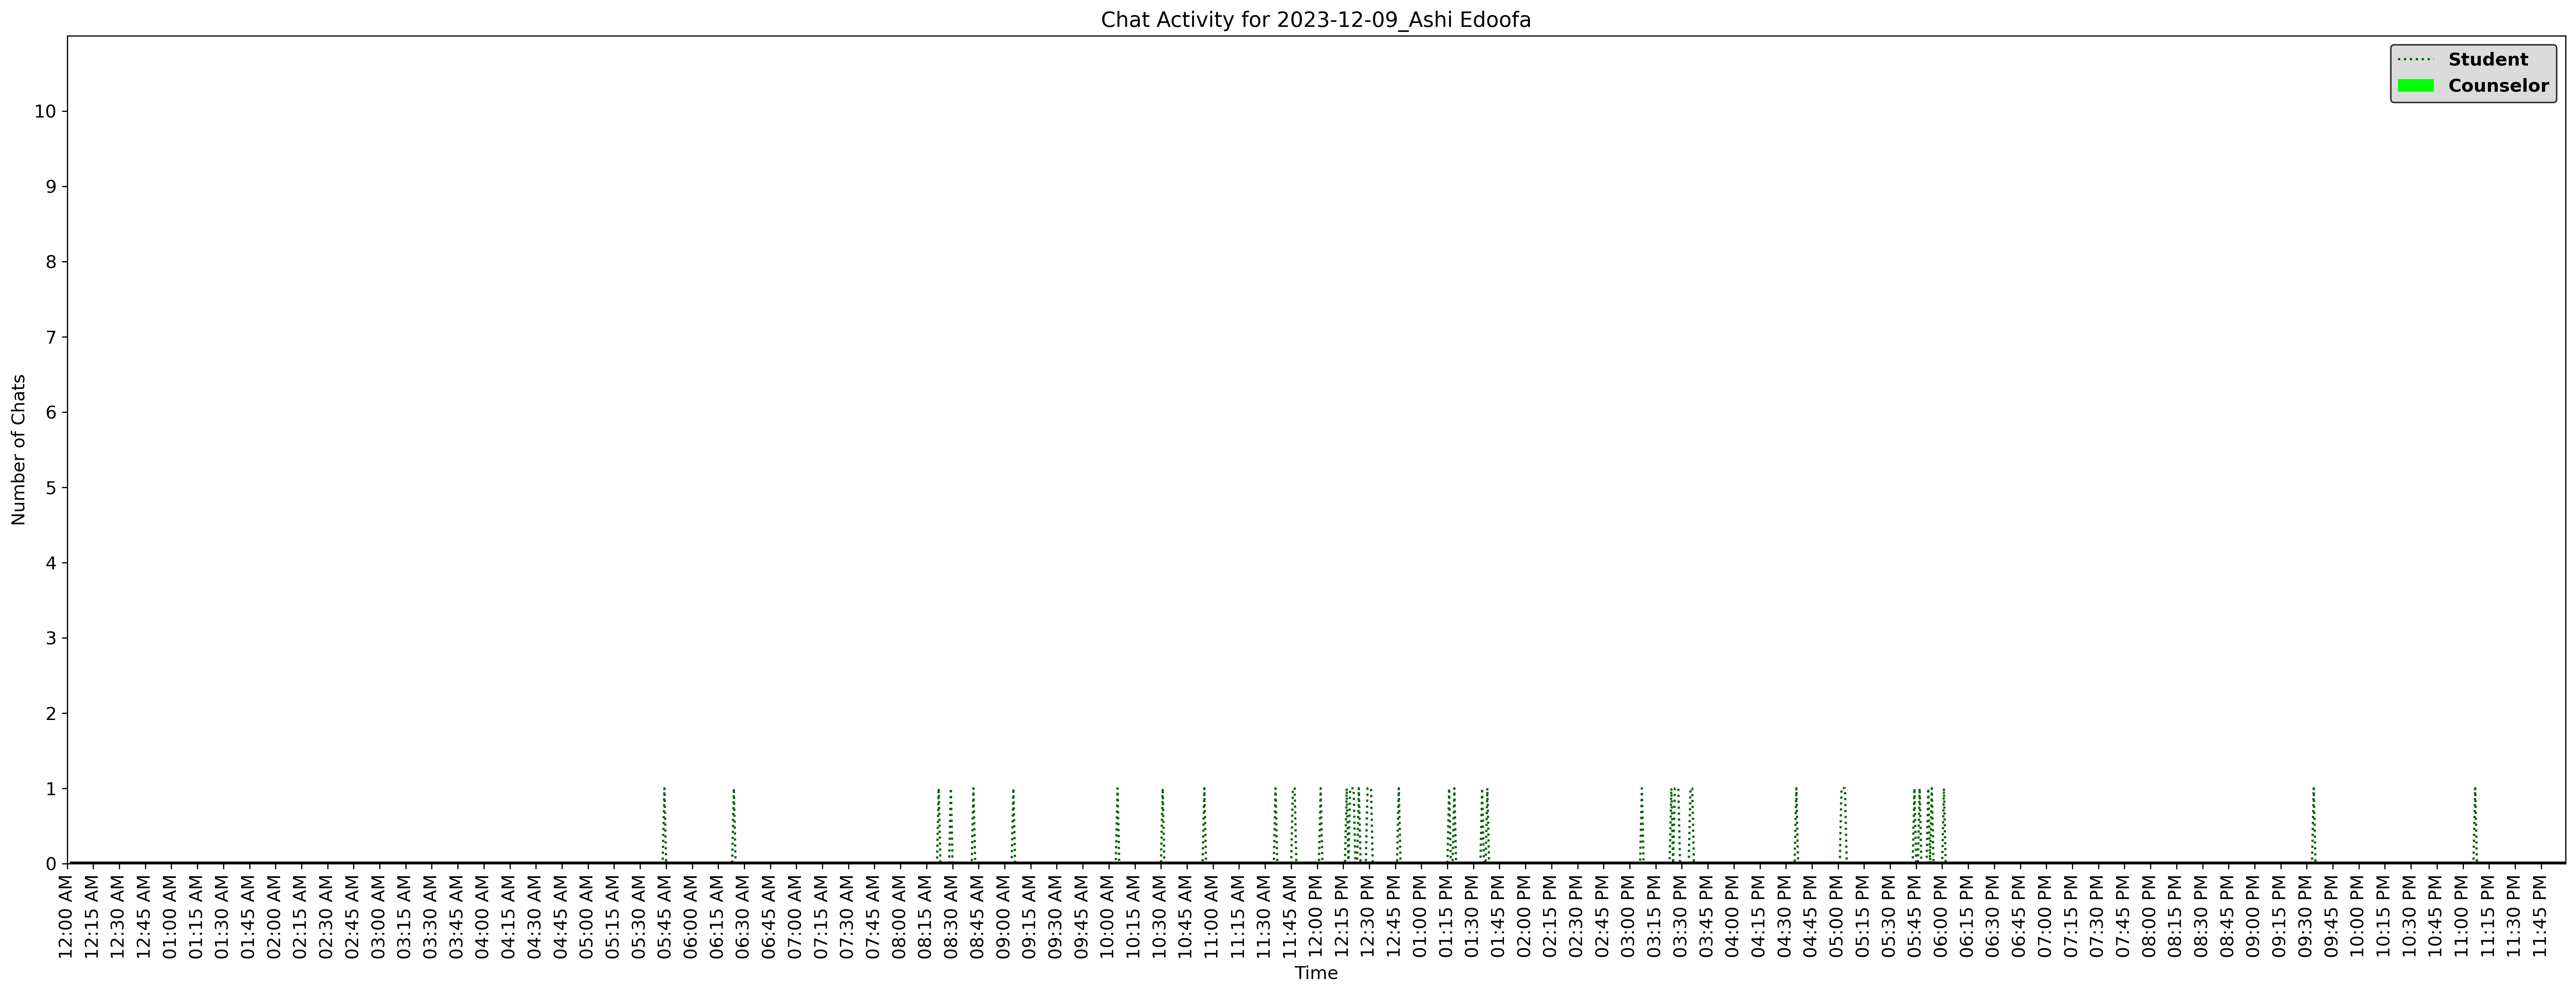 Chat Activity for 2023-12-09_Ashi Edoofa
Student
Counselor
Number of Chats
10
9
8
7
6
5
4
3
2
1
0
12:00 AM
12:15 AM
12:30 AM
12:45 AM
01:00 AM
01:15 AM
01:30 AM
01:45 AM
02:00 AM
02:15 AM
02:30 AM
02:45 AM
03:00 AM
03:15 AM
03:30 AM
03:45 AM
04:00 AM
04:15 AM
04:30 AM
04:45 AM
05:00 AM
05:15 AM
05:30 AM
05:45 AM
06:00 AM
06:15 AM
06:30 AM
06:45 AM
07:00 AM
07:15 AM
07:30 AM
07:45 AM
08:00 AM
08:15 AM
08:30 AM
08:45 AM
09:00 AM
09:15 AM
09:30 AM
09:45 AM
10:00 AM
10:15 AM
10:30 AM
10:45 AM
11:00 AM
11:15 AM
11:30 AM
11:45 AM
12:00 PM
12:15 PM
12:30 PM
12:45 PM
01:00 PM
01:15 PM
01:30 PM
01:45 PM
02:00 PM
02:15 PM
02:30 PM
02:45 PM
03:00 PM
03:15 PM
03:30 PM
03:45 PM
04:00 PM
04:15 PM
04:30 PM
04:45 PM
05:00 PM
05:15 PM
05:30 PM
05:45 PM
06:00 PM
06:15 PM
06:30 PM
06:45 PM
07:00 PM
07:15 PM
07:30 PM
07:45 PM
08:00 PM
08:15 PM
08:30 PM
08:45 PM
09:00 PM
09:15 PM
09:30 PM
09:45 PM
10:00 PM
10:15 PM
10:30 PM
10:45 PM
11:00 PM
11:15 PM
11:30 PM
11:45 PM
Time